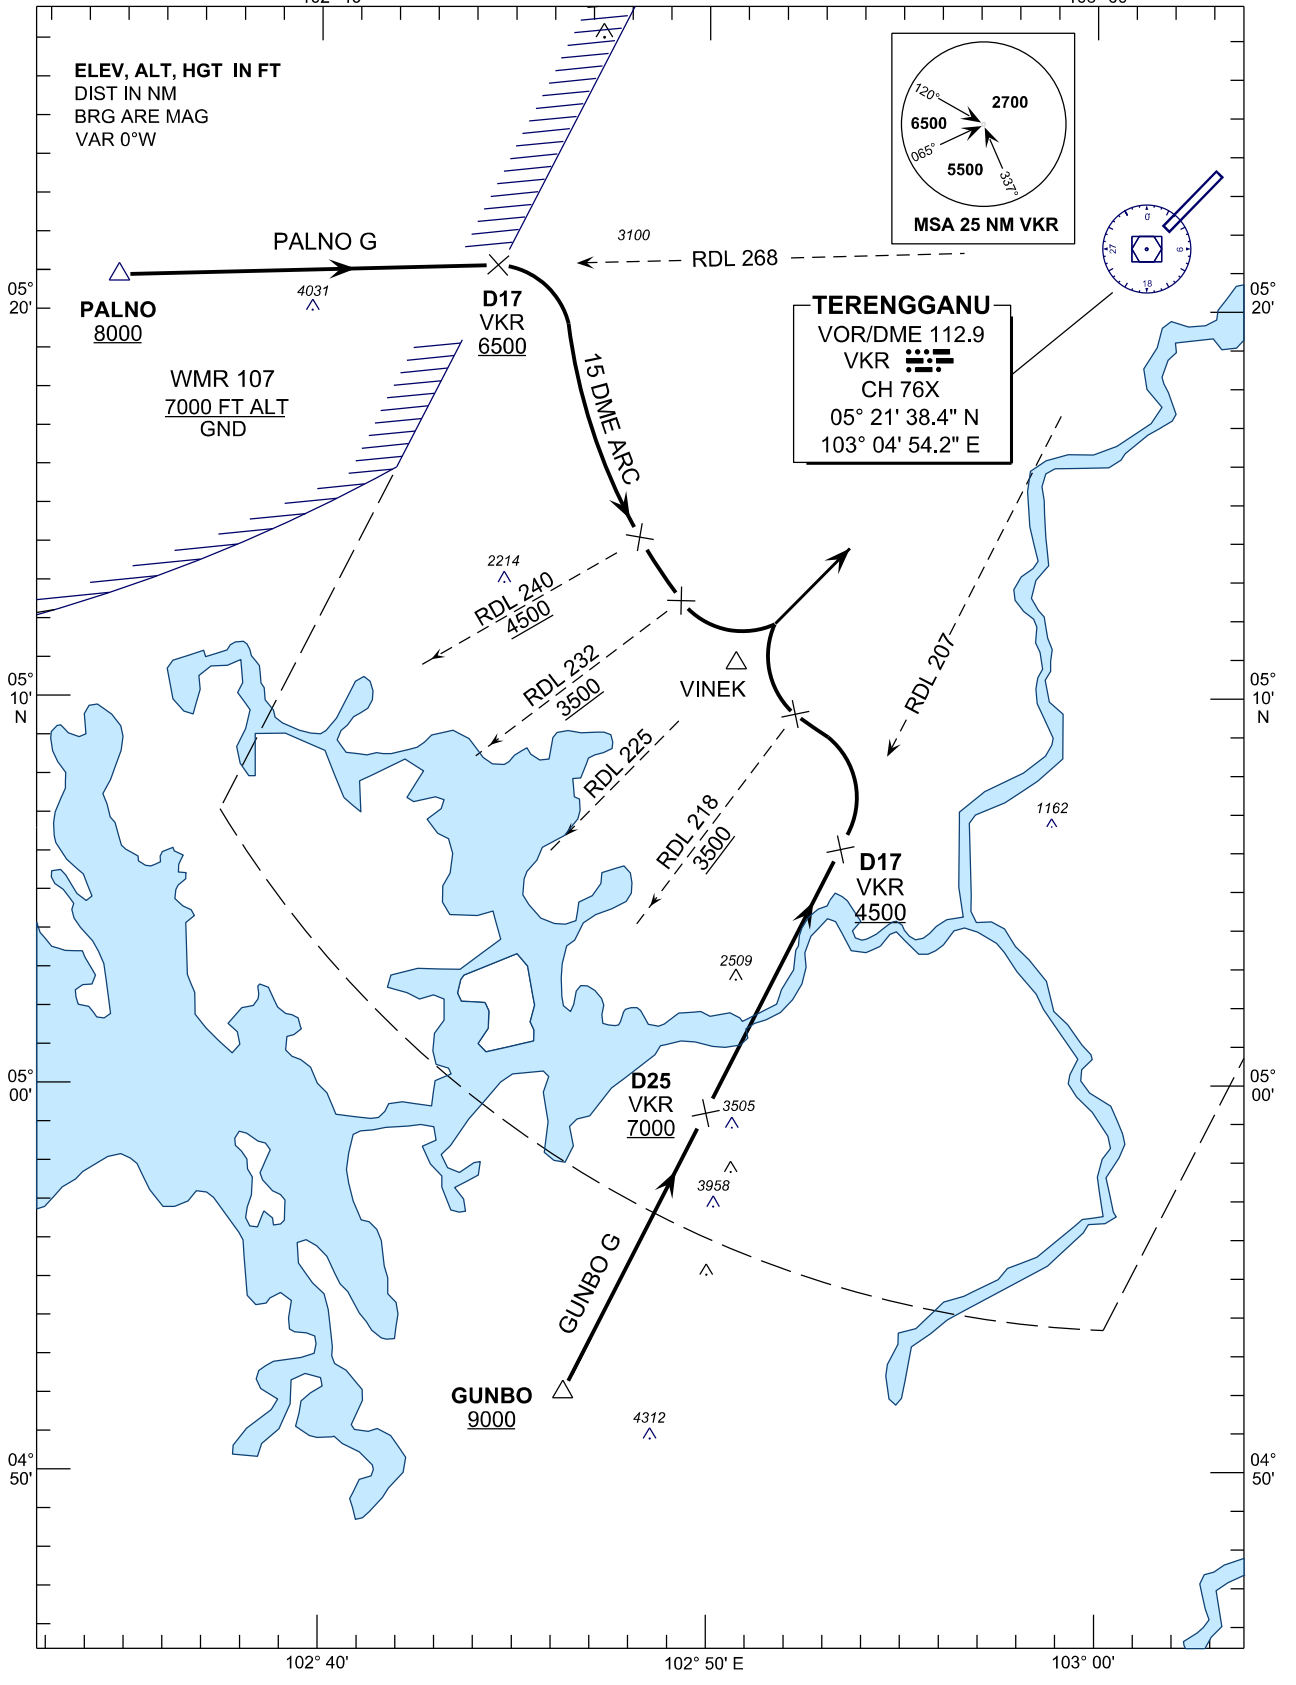 ELEV, ALT, HGT IN FT
DIST IN NM
BRG ARE MAG
VAR 0°W
120°
2700
6500
065°
5500
337°
MSA 25 NM VKR
PALNO G
3100
RDL 268
0
9
18
27
PALNO
8000
4031
D17
VKR
6500
05°
20'
05°
20'
TERENGGANU
VOR/DME 112.9
VKR
CH 76X
05° 21' 38.4" N
103° 04' 54.2" E
WMR 107
7000 FT ALT
GND
15 DME ARC
2214
RDL 240
4500
RDL 232
3500
RDL 225
VINEK
RDL 207
RDL 218
3500
05°
10'
N
05°
10'
N
1162
D17
VKR
4500
2509
D25
VKR
7000
3505
3958
05°
00'
05°
00'
GUNBO G
GUNBO
9000
4312
04°
50'
04°
50'
102° 40'
102° 50' E
103° 00'